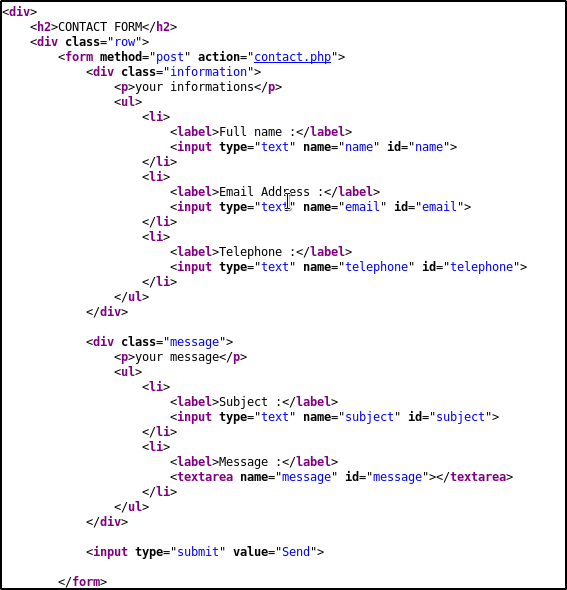 <div>
    <h2>CONTACT FORM</h2>
    <div class="row">
        <form method="post" action="contact.php">
            <div class="information">
                <p>your informations</p>
                <ul>
                    <li>
                        <label>Full name :</label>
                        <input type="text" name="name" id="name">
                    </li>
                    <li>
                        <label>Email Address :</label>
                        <input type="text" name="email" id="email">
                    </li>
                    <li>
                        <label>Telephone :</label>
                        <input type="text" name="telephone" id="telephone">
                    </li>
                </ul>
            </div>

            <div class="message">
                <p>your message</p>
                <ul>
                    <li>
                        <label>Subject :</label>
                        <input type="text" name="subject" id="subject">
                    </li>
                    <li>
                        <label>Message :</label>
                        <textarea name="message" id="message"></textarea>
                    </li>
                </ul>
            </div>

            <input type="submit" value="Send">

        </form>